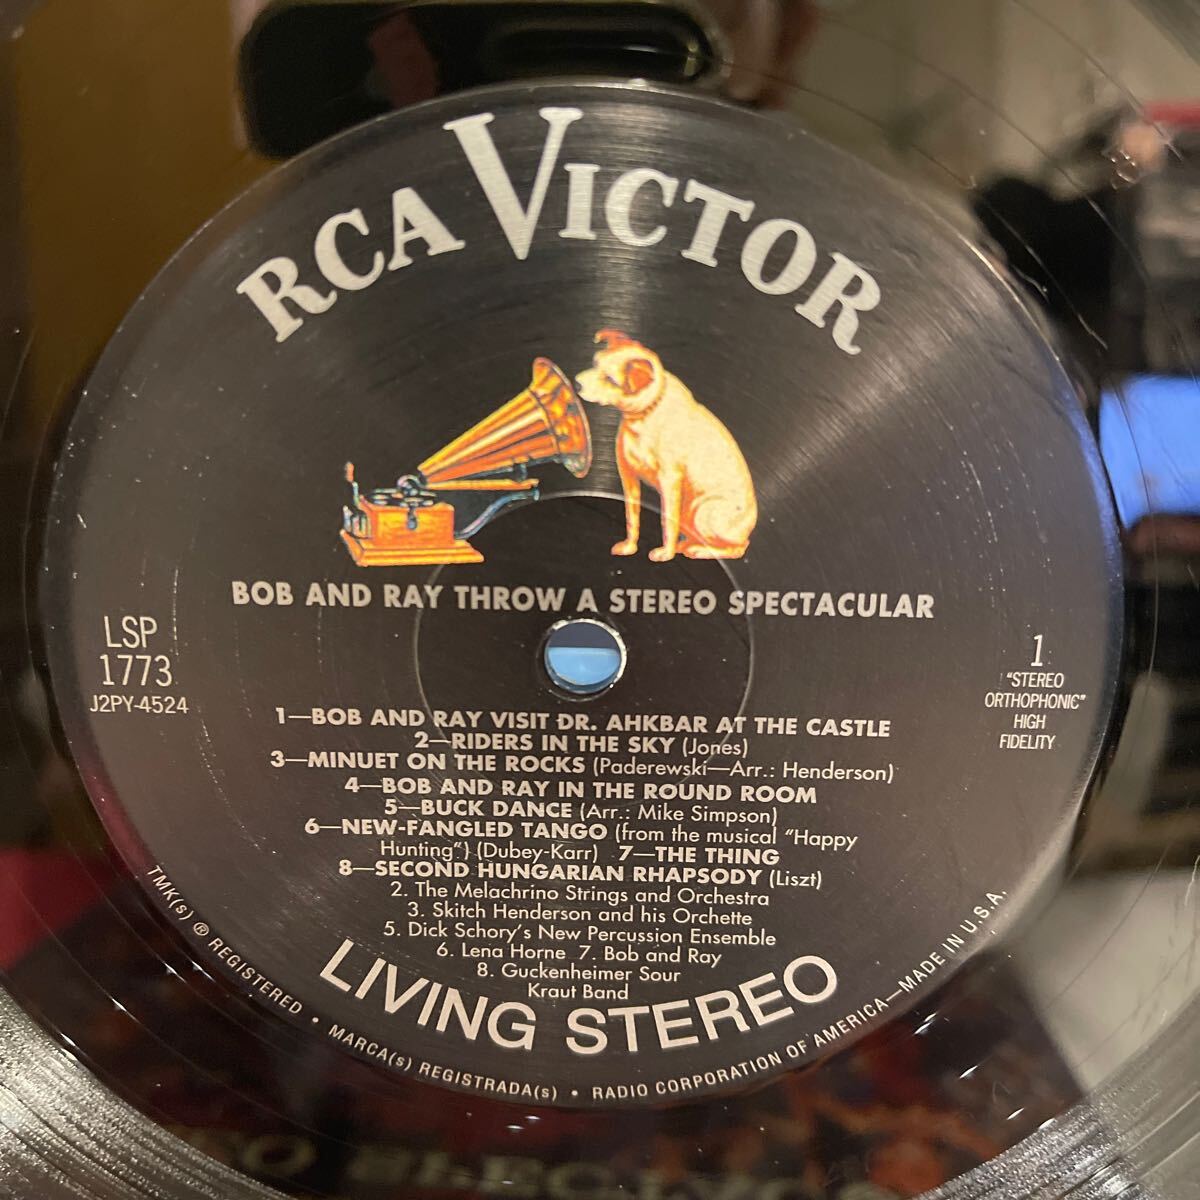 RCA VICTOR
BOB AND RAY THROW A STEREO SPECTACULAR
LSP
1773
J2PY-4524
1
"STEREO
ORTHOPHONIC"
HIGH
FIDELITY
1—BOB AND RAY VISIT DR. AHKBAR AT THE CASTLE
2—RIDERS IN THE SKY (Jones)
3—MINUET ON THE ROCKS (Paderewski—Arr.: Henderson)
4—BOB AND RAY IN THE ROUND ROOM
5—BUCK DANCE (Arr.: Mike Simpson)
6—NEW-FANGLED TANGO (from the musical "Happy
Hunting") (Dubey-Karr) 7—THE THING
8—SECOND HUNGARIAN RHAPSODY (Liszt)
2. The Melachrino Strings and Orchestra
3. Skitch Henderson and his Orchette
5. Dick Schory's New Percussion Ensemble
6. Lena Horne 7. Bob and Ray
8. Guckenheimer Sour
Kraut Band
LIVING STEREO
TMK(s) ® REGISTERED • MARCA(s) REGISTRADA(s) • RADIO CORPORATION OF AMERICA—MADE IN U.S.A.